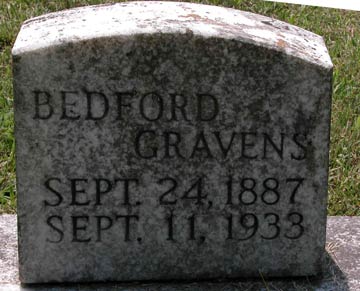 BEDFORD
GRAVENS
SEPT. 24, 1887
SEPT. 11, 1933